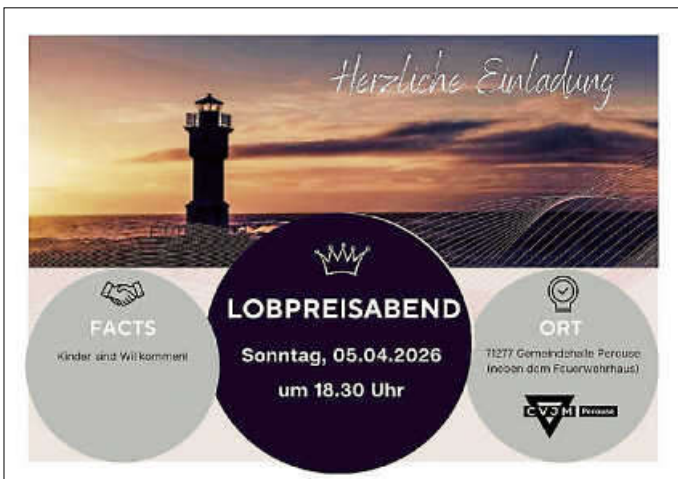 Herzliche Einladung
LOBPREISABEND
Sonntag, 05.04.2026
um 18.30 Uhr
FACTS
Kinder sind Willkommen!
ORT
71277 Gemeindehalle Perouse
(neben dem Feuerwehrhaus)
CVJM Perouse